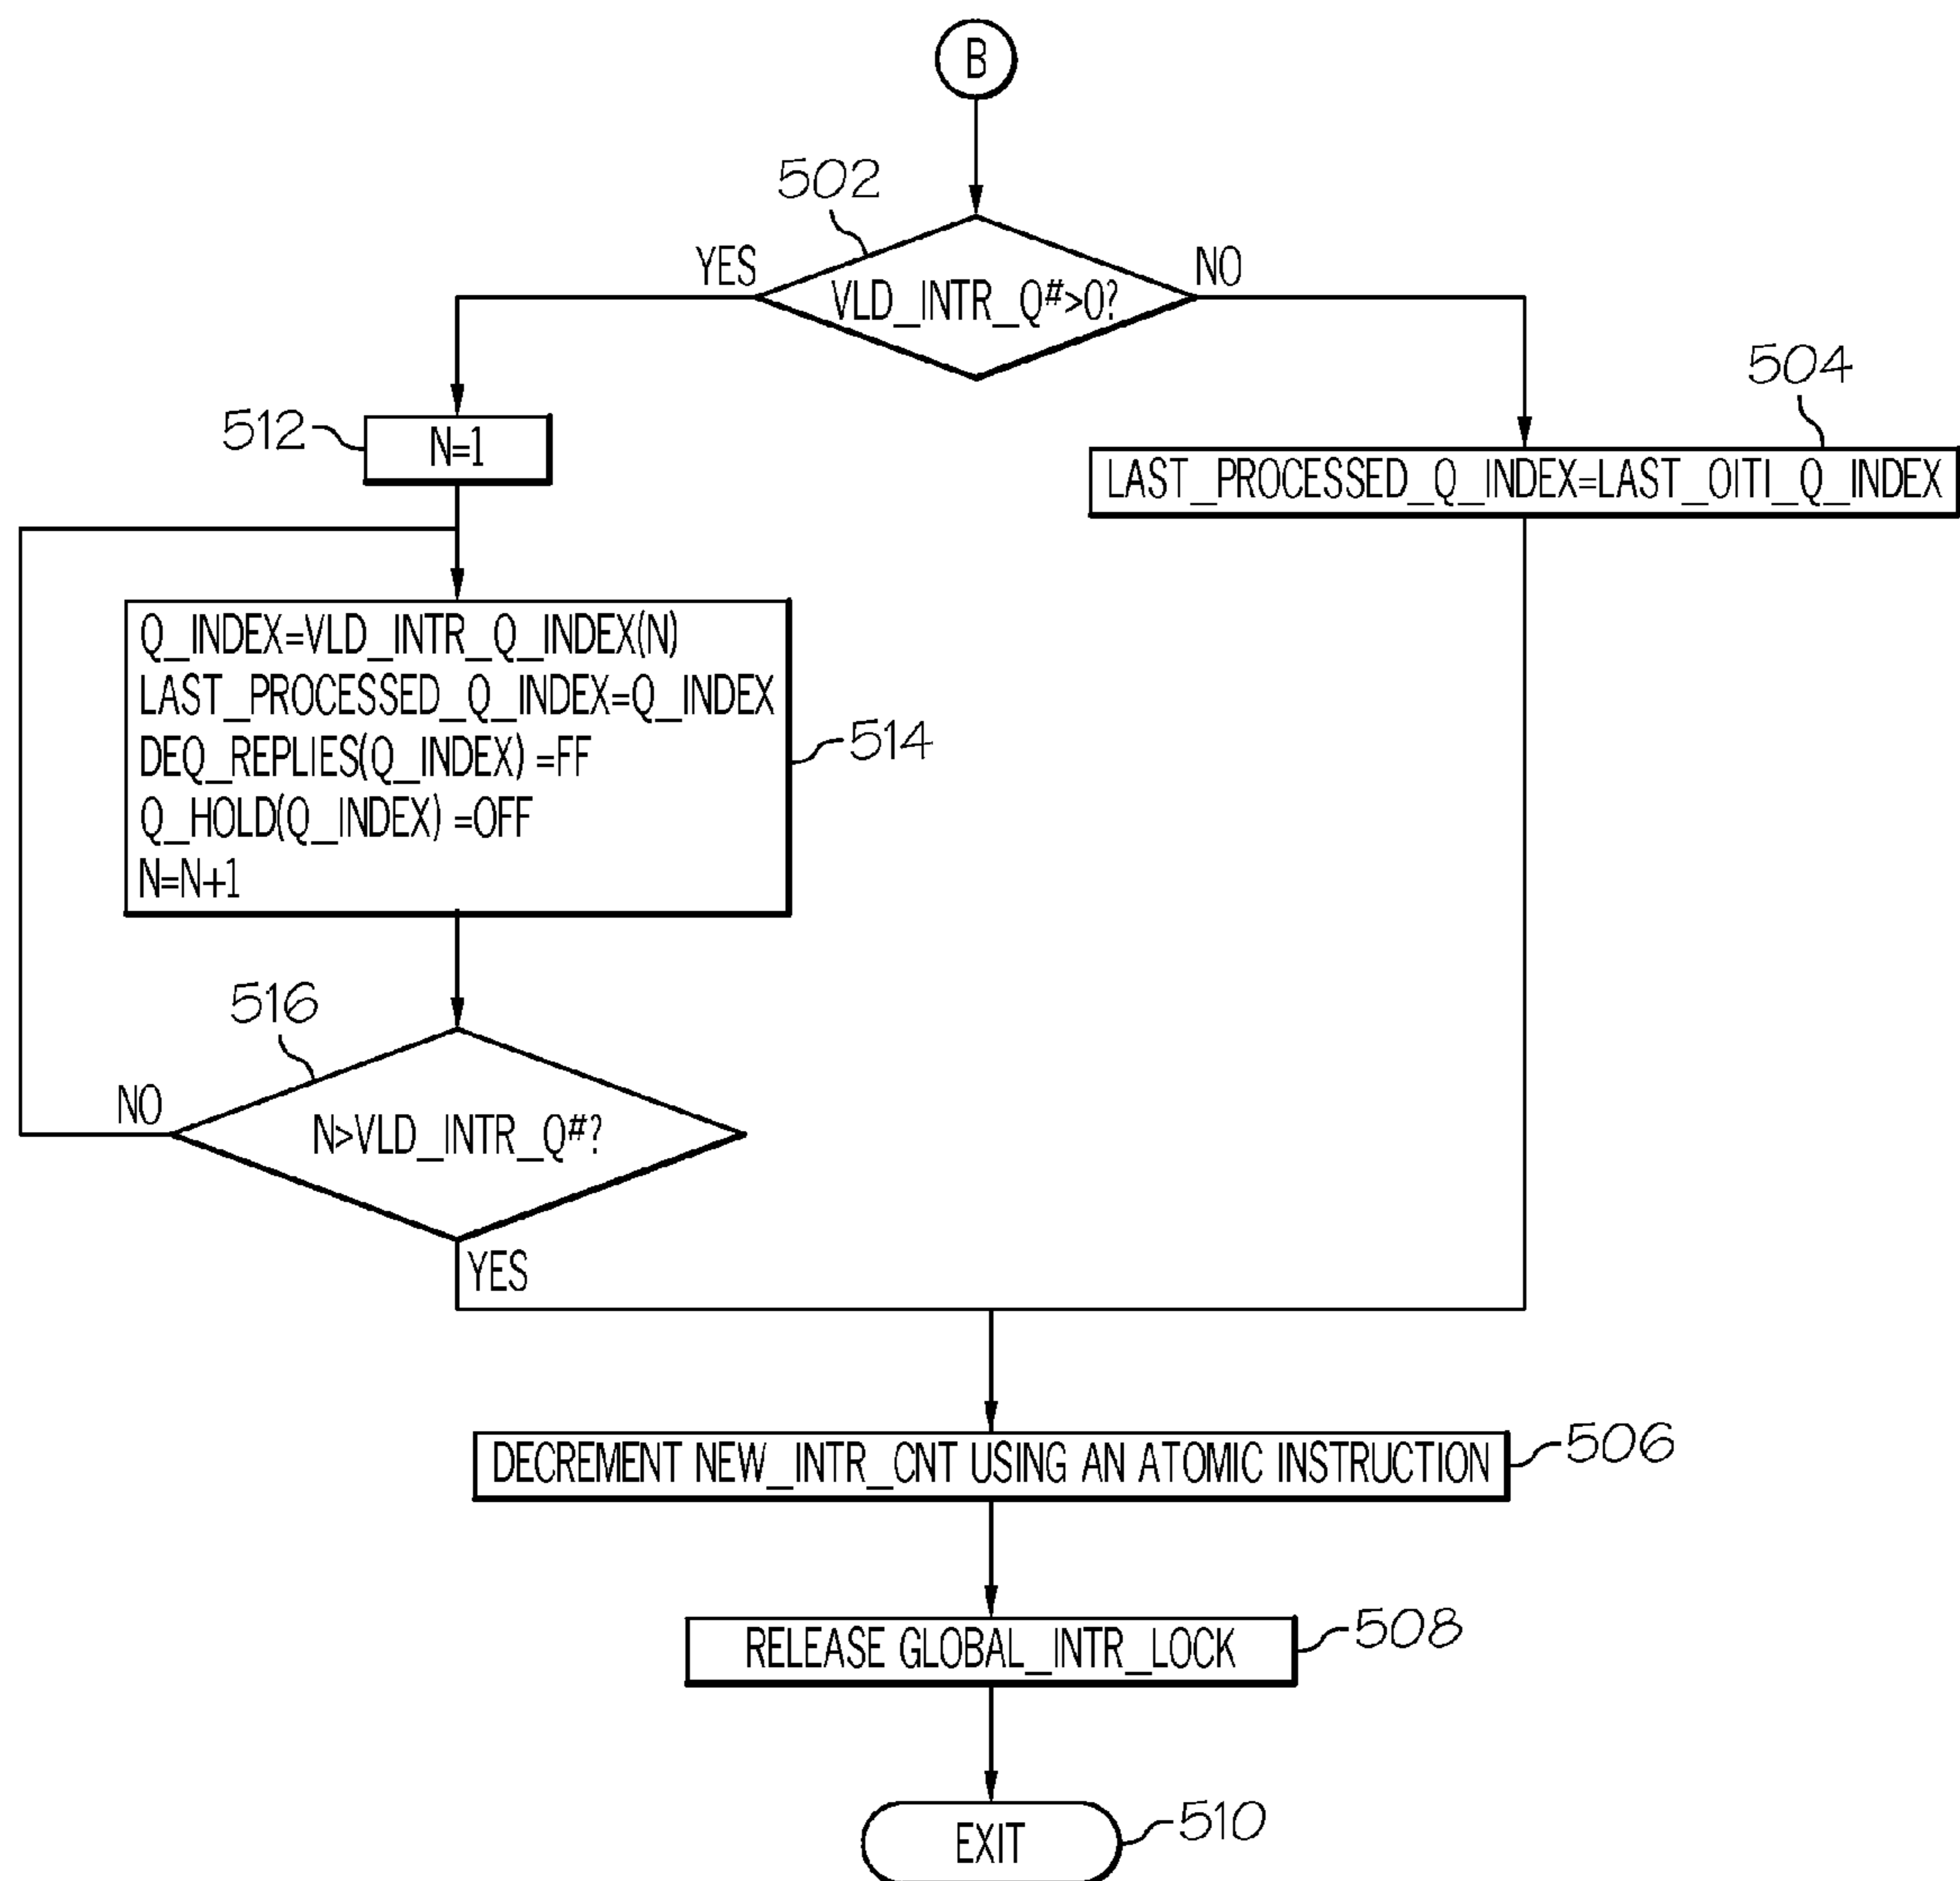 B
502
YES
NO
VLD_INTR_Q#>0?
504
512
N=1
LAST_PROCESSED_Q_INDEX=LAST_OITI_Q_INDEX
Q_INDEX=VLD_INTR_Q_INDEX(N)
LAST_PROCESSED_Q_INDEX=Q_INDEX
DEQ_REPLIES(Q_INDEX) =FF
Q_HOLD(Q_INDEX) =OFF
N=N+1
514
516
NO
N>VLD_INTR_Q#?
YES
DECREMENT NEW_INTR_CNT USING AN ATOMIC INSTRUCTION
506
RELEASE GLOBAL_INTR_LOCK
508
EXIT
510